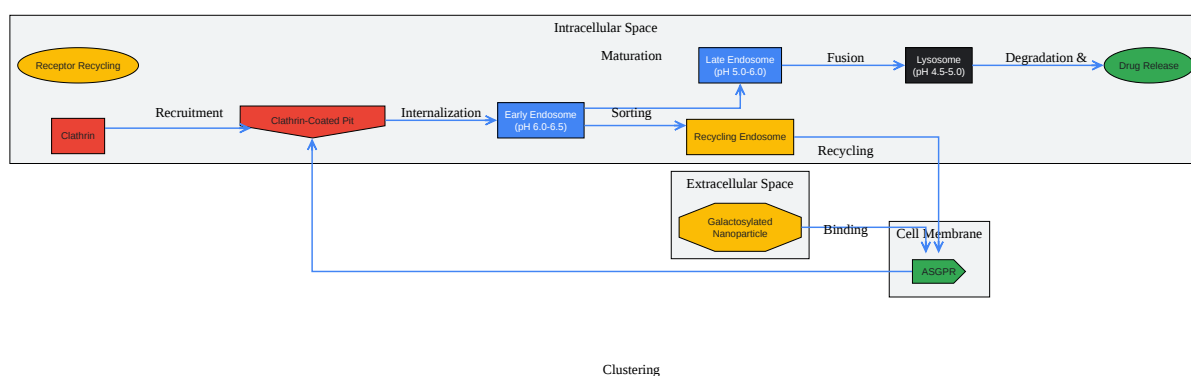 Intracellular Space
Receptor Recycling
Maturation
Late Endosome
(pH 5.0-6.0)
Fusion
Lysosome
(pH 4.5-5.0)
Degradation &
Drug Release
Clathrin
Recruitment
Clathrin-Coated Pit
Internalization
Early Endosome
(pH 6.0-6.5)
Sorting
Recycling Endosome
Recycling
Extracellular Space
Galactosylated
Nanoparticle
Binding
Cell Membrane
ASGPR
Clustering